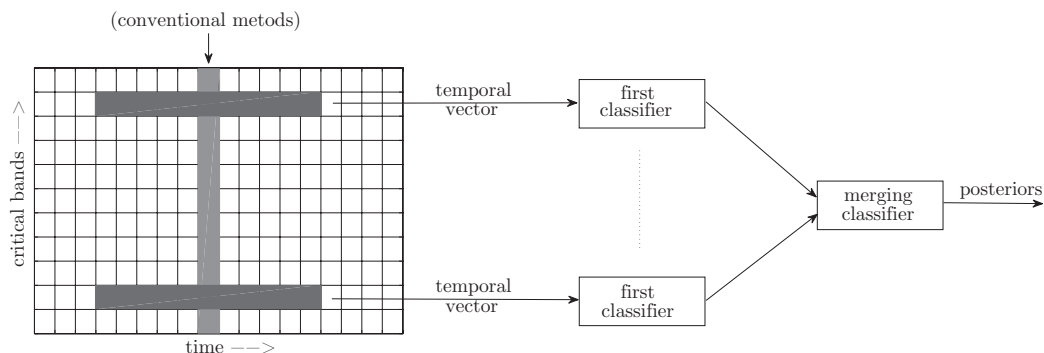 (conventional metods)
critical bands -->
time -->
temporal
vector
first
classifier
temporal
vector
first
classifier
merging
classifier
posteriors